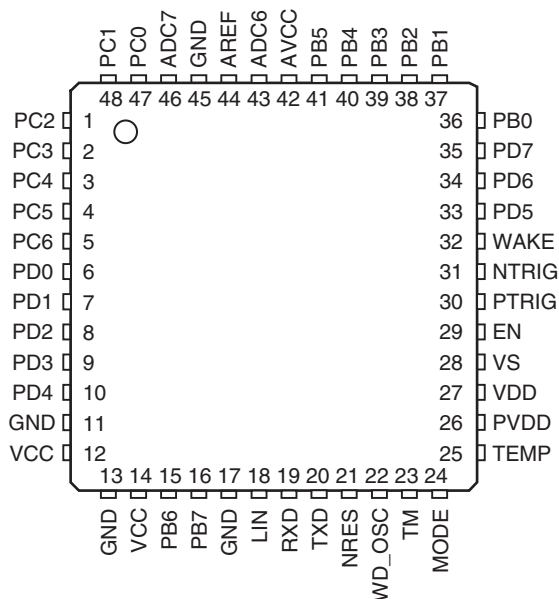 PC1 PC0 ADC7 GND AREF ADC6 AVCC PB5 PB4 PB3 PB2 PB1
48 47 46 45 44 43 42 41 40 39 38 37
PC2 1 36 PB0
PC3 2 35 PD7
PC4 3 34 PD6
PC5 4 33 PD5
PC6 5 32 WAKE
PD0 6 31 NTRIG
PD1 7 30 PTRIG
PD2 8 29 EN
PD3 9 28 VS
PD4 10 27 VDD
GND 11 26 PVDD
VCC 12 25 TEMP
13 14 15 16 17 18 19 20 21 22 23 24
GND VCC PB6 PB7 GND LIN RXD TXD NRES WD_OSC TM MODE